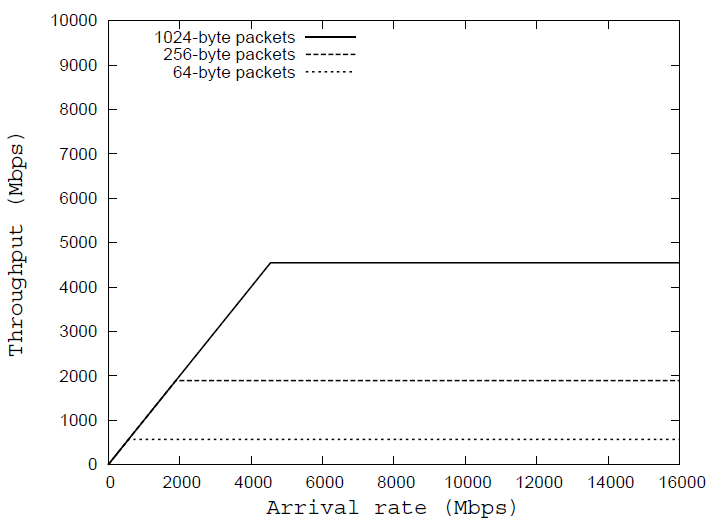 10000
9000
8000
7000
6000
5000
4000
3000
2000
1000
0
Throughput (Mbps)
1024-byte packets
256-byte packets
64-byte packets
0 2000 4000 6000 8000 10000 12000 14000 16000
Arrival rate (Mbps)